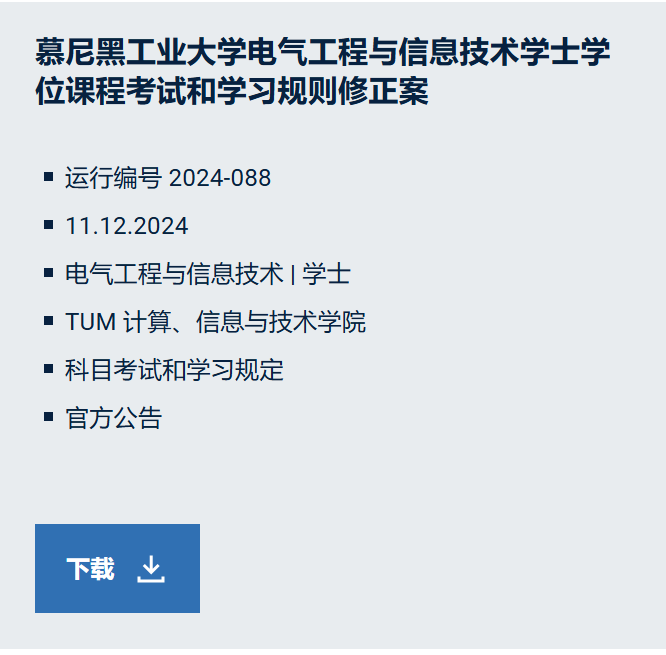 慕尼黑工业大学电气工程与信息技术学士学
位课程考试和学习规则修正案
运行编号 2024-088
11.12.2024
电气工程与信息技术 | 学士
TUM 计算、信息与技术学院
科目考试和学习规定
官方公告
下载